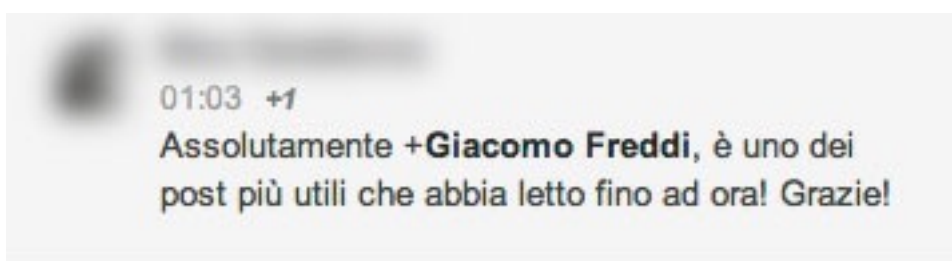 01:03 +1
Assolutamente +Giacomo Freddi, è uno dei
post più utili che abbia letto fino ad ora! Grazie!